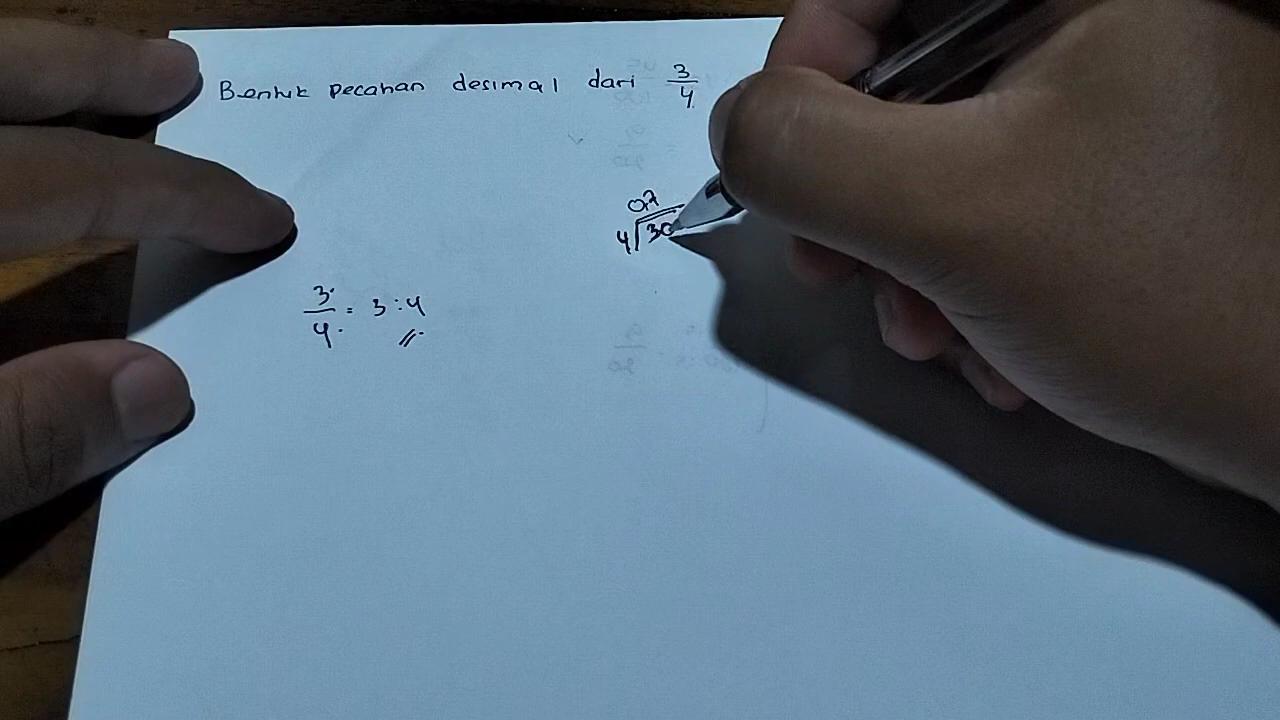 Bentuk pecahan desimal dari 3/4
0,7
4√30
3/4 = 3 : 4